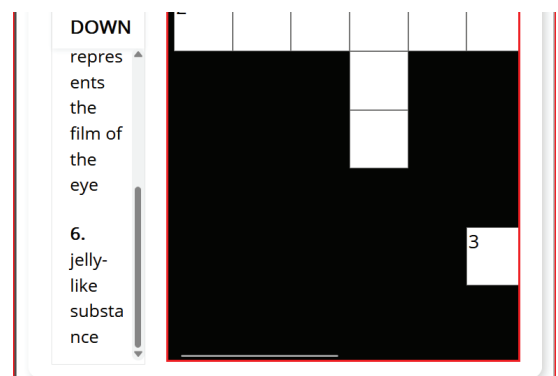 DOWN
repres
ents
the
film of
the
eye
6.
jelly-
like
substa
nce
3